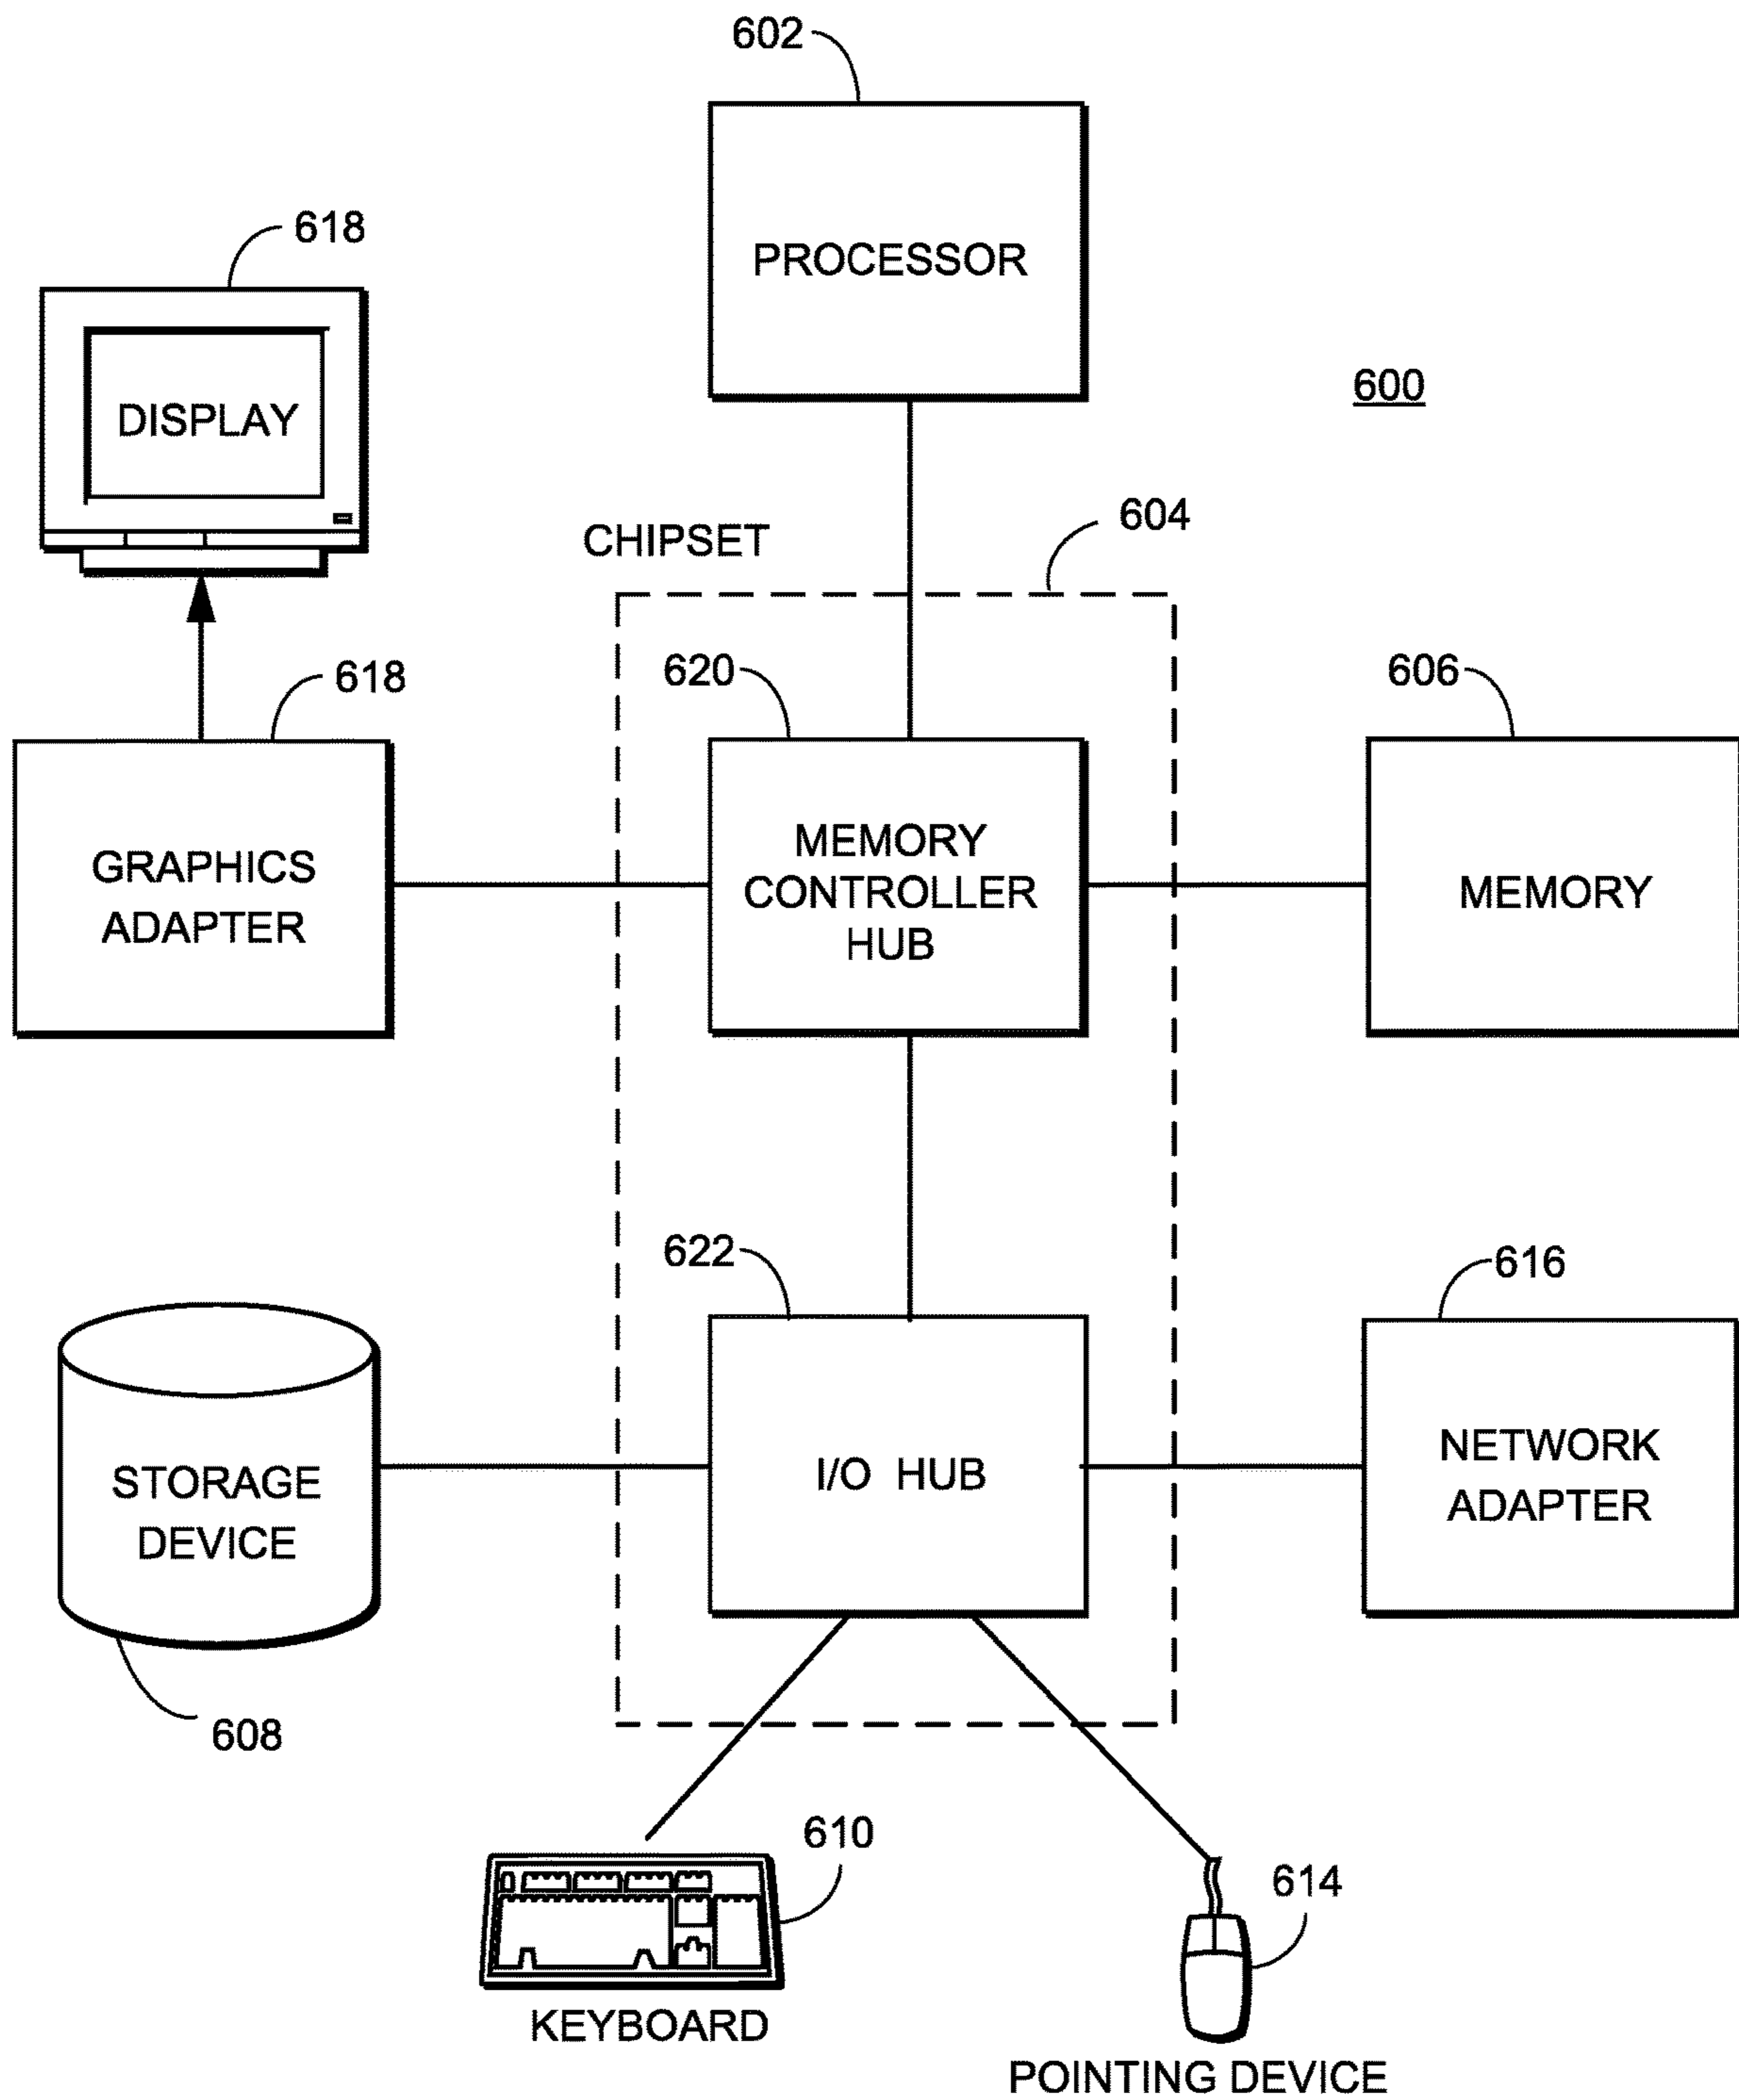 602
PROCESSOR
618
DISPLAY
600
CHIPSET
604
618
GRAPHICS
ADAPTER
620
MEMORY
CONTROLLER
HUB
606
MEMORY
622
I/O HUB
616
NETWORK
ADAPTER
STORAGE
DEVICE
608
610
KEYBOARD
614
POINTING DEVICE